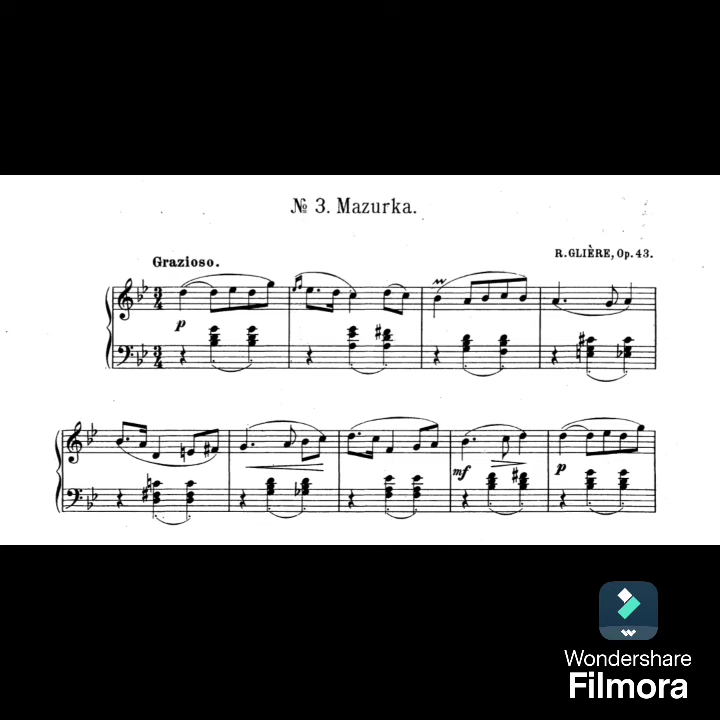 № 3. Mazurka.
R. GLIÈRE, Op. 43.
Grazioso.
p
mf
p
Wondershare
Filmora